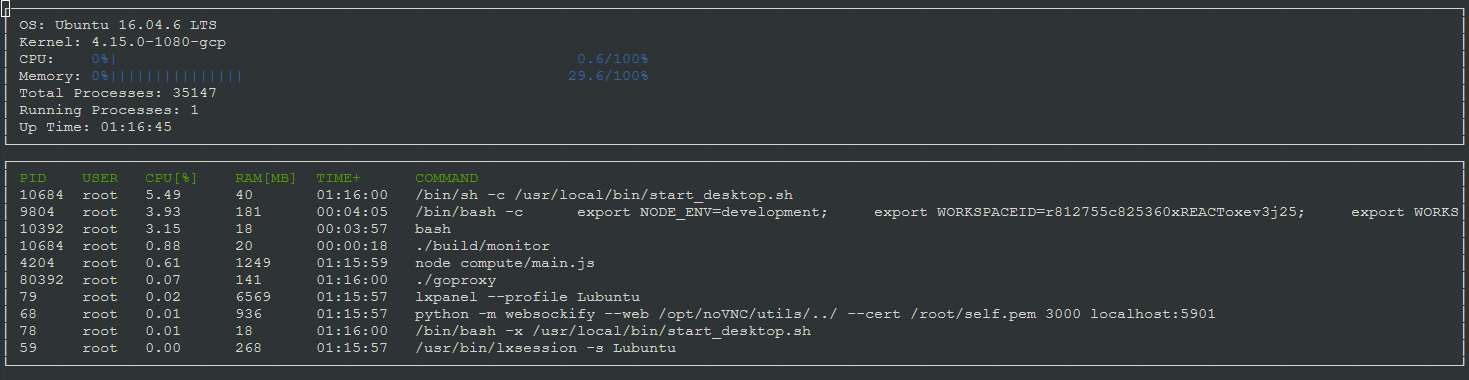 OS: Ubuntu 16.04.6 LTS
Kernel: 4.15.0-1080-gcp
CPU: 0%| 0.6/100%
Memory: 0%||||||||||||||| 29.6/100%
Total Processes: 35147
Running Processes: 1
Up Time: 01:16:45
PID USER CPU[%] RAM[MB] TIME+ COMMAND
10684 root 5.49 40 01:16:00 /bin/sh -c /usr/local/bin/start_desktop.sh
9804 root 3.93 181 00:04:05 /bin/bash -c export NODE_ENV=development; export WORKSPACEID=r812755c825360xREACToxev3j25; export WORKS
10392 root 3.15 18 00:03:57 bash
10684 root 0.88 20 00:00:18 ./build/monitor
4204 root 0.61 1249 01:15:59 node compute/main.js
80392 root 0.07 141 01:16:00 ./goproxy
79 root 0.02 6569 01:15:57 lxpanel --profile Lubuntu
68 root 0.01 936 01:15:57 python -m websockify --web /opt/noVNC/utils/../ --cert /root/self.pem 3000 localhost:5901
78 root 0.01 18 01:16:00 /bin/bash -x /usr/local/bin/start_desktop.sh
59 root 0.00 268 01:15:57 /usr/bin/lxsession -s Lubuntu